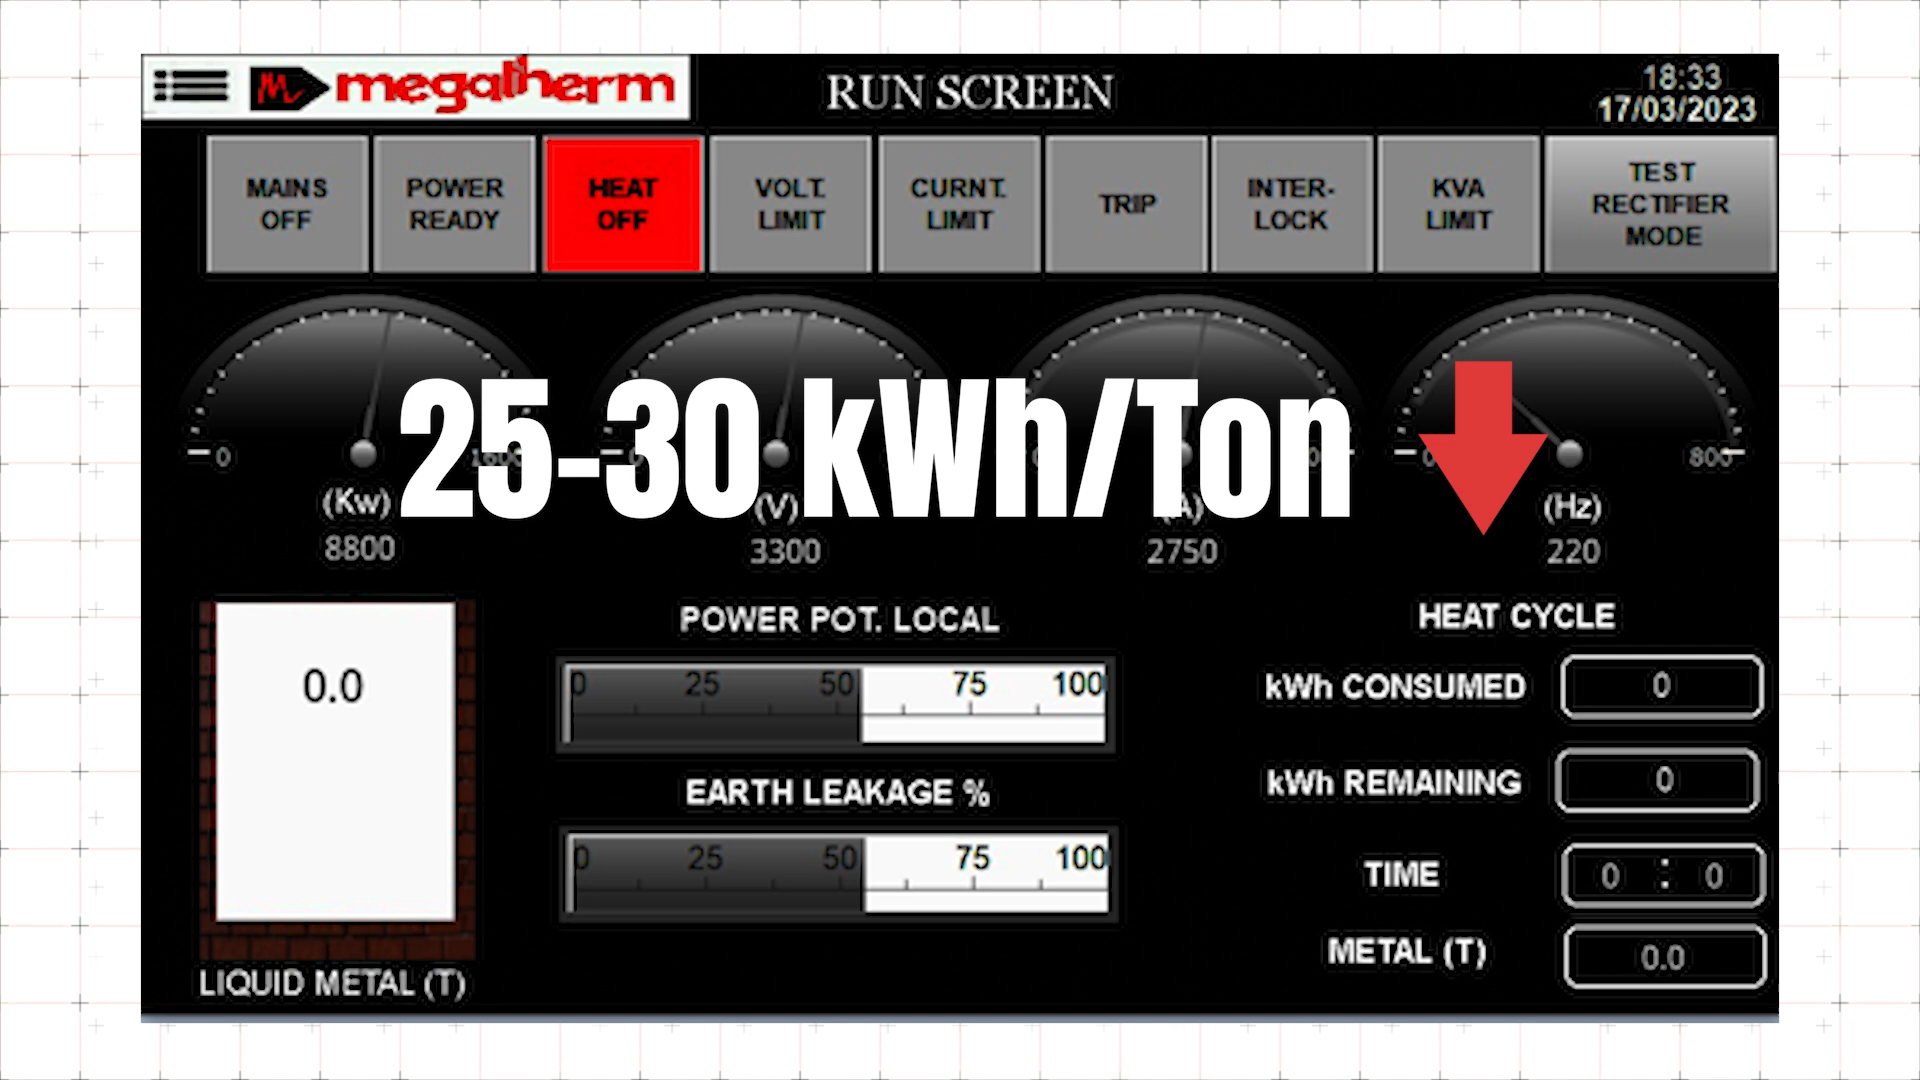 megatherm
RUN SCREEN
18:33
17/03/2023
MAINS
OFF
POWER
READY
HEAT
OFF
VOLT.
LIMIT
CURNT.
LIMIT
TRIP
INTER-
LOCK
KVA
LIMIT
TEST
RECTIFIER
MODE
25-30 kWh/Ton
0
0
800
(Kw)
8800
(V)
3300
(A)
2750
(Hz)
220
0.0
LIQUID METAL (T)
POWER POT. LOCAL
0 25 50 75 100
EARTH LEAKAGE %
0 25 50 75 100
HEAT CYCLE
kWh CONSUMED 0
kWh REMAINING 0
TIME 0 : 0
METAL (T) 0.0